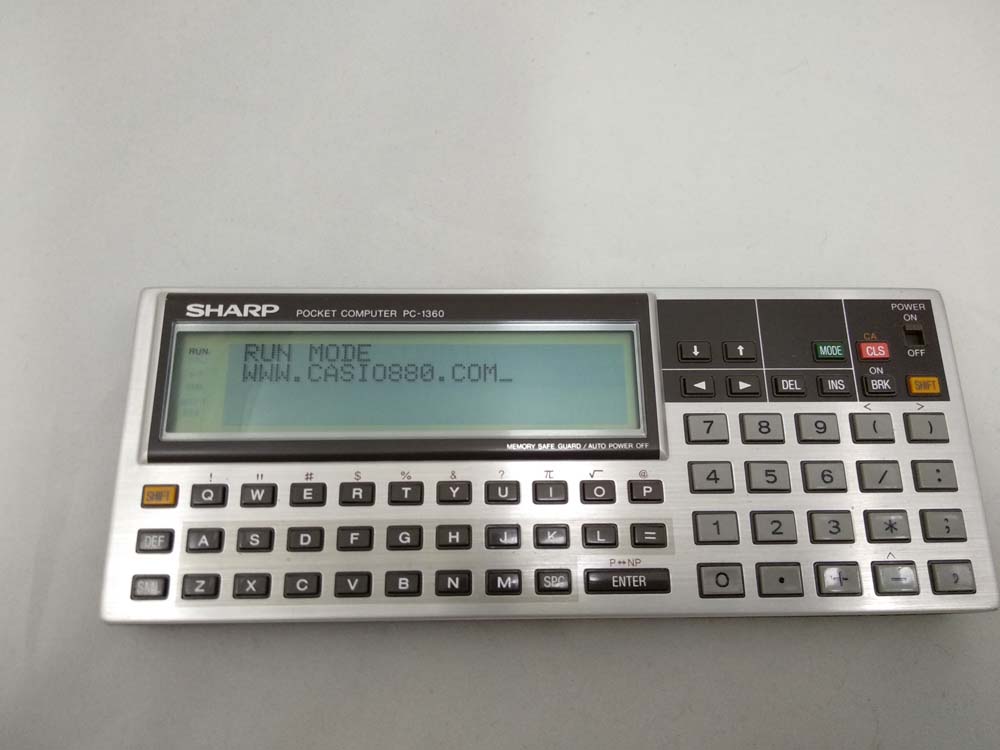 SHARP POCKET COMPUTER PC-1360
RUN
RUN MODE
WWW.CASIO880.COM_
MEMORY SAFE GUARD / AUTO POWER OFF
POWER
ON
OFF
↓ ↑ MODE CA CLS
◄ ► DEL INS ON BRK SHIFT
< >
7 8 9 ( )
4 5 6 / :
1 2 3 * ;
^
0 . + - ,
! " # $ % & ? π √ @
SHIFT Q W E R T Y U I O P
DEF A S D F G H J K L =
P↔NP
SML Z X C V B N M SPC ENTER